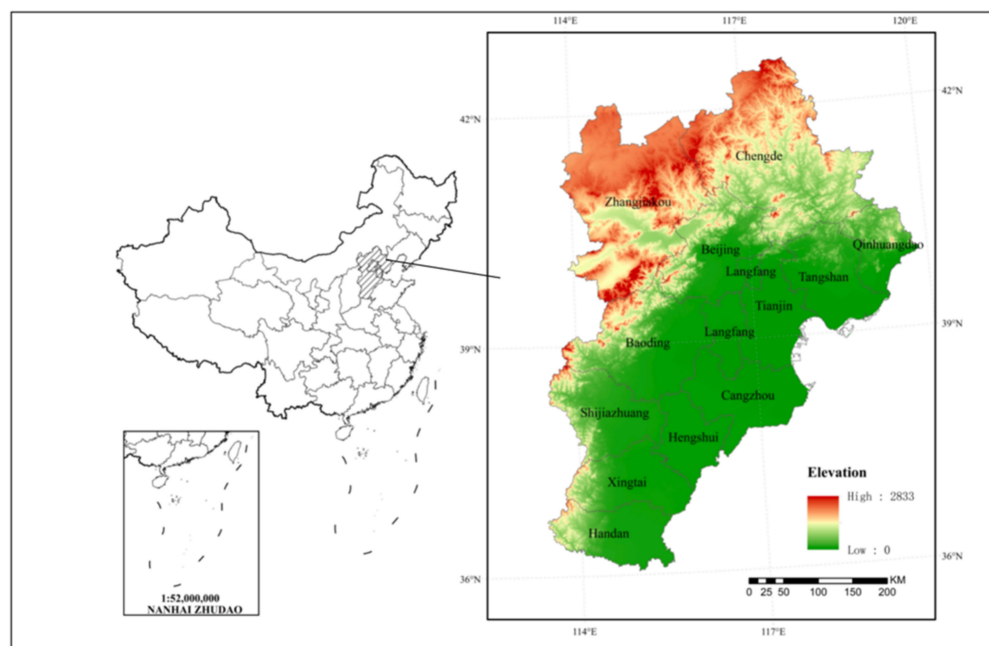 114°E 117°E 120°E
42°N
42°N
Chengde
Zhangjiakou
Beijing
Qinhuangdao
Langfang
Tangshan
Tianjin
39°N
Langfang
Baoding
39°N
Cangzhou
Shijiazhuang
Hengshui
Elevation
Xingtai
High : 2833
Handan
Low : 0
36°N
36°N
KM
0 25 50 100 150 200
1:52,000,000
NANHAI ZHUDAO
114°E 117°E